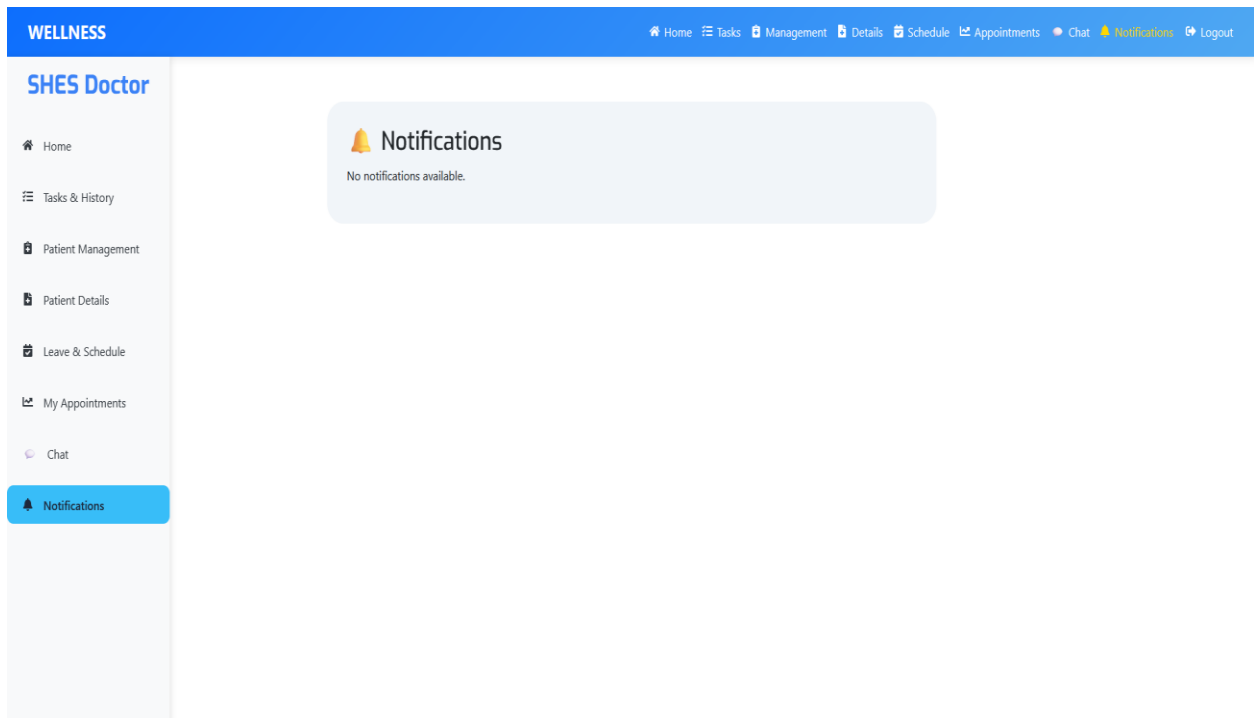 WELLNESS
Home Tasks Management Details Schedule Appointments Chat Notifications Logout
SHES Doctor
Home
Tasks & History
Patient Management
Patient Details
Leave & Schedule
My Appointments
Chat
Notifications
Notifications
No notifications available.